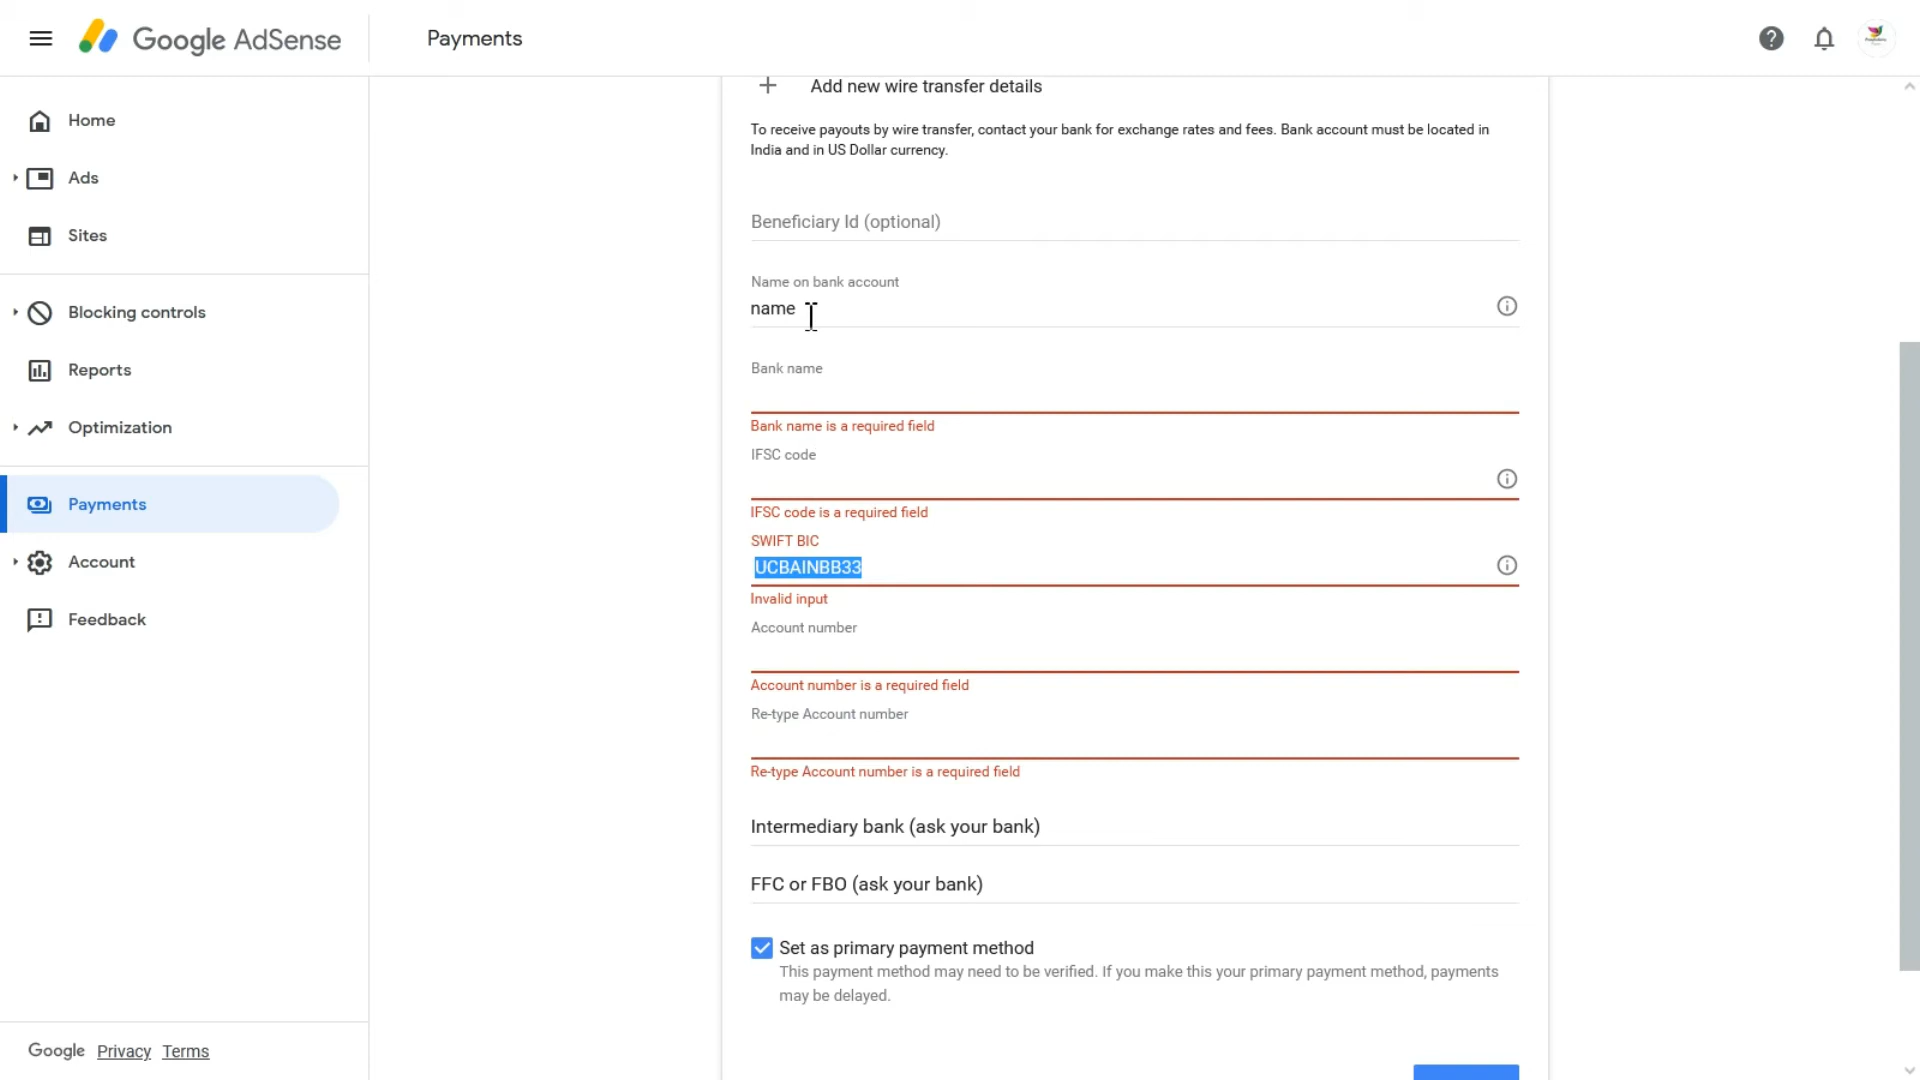 Google AdSense
Payments
Home
Ads
Sites
Blocking controls
Reports
Optimization
Payments
Account
Feedback
Google Privacy Terms
Add new wire transfer details
To receive payouts by wire transfer, contact your bank for exchange rates and fees. Bank account must be located in
India and in US Dollar currency.
Beneficiary Id (optional)
Name on bank account
name
Bank name
Bank name is a required field
IFSC code
IFSC code is a required field
SWIFT BIC
UCBAINBB33
Invalid input
Account number
Account number is a required field
Re-type Account number
Re-type Account number is a required field
Intermediary bank (ask your bank)
FFC or FBO (ask your bank)
Set as primary payment method
This payment method may need to be verified. If you make this your primary payment method, payments
may be delayed.